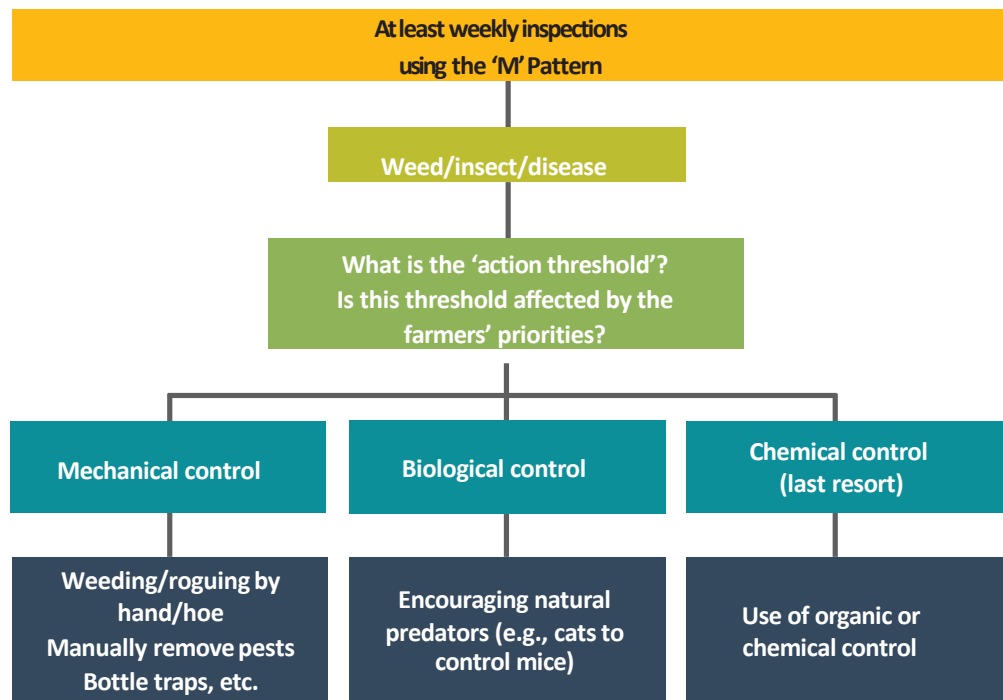 At least weekly inspections
using the ‘M’ Pattern
Weed/insect/disease
What is the ‘action threshold’?
Is this threshold affected by the
farmers’ priorities?
Mechanical control
Biological control
Chemical control
(last resort)
Weeding/roguing by
hand/hoe
Manually remove pests
Bottle traps, etc.
Encouraging natural
predators (e.g., cats to
control mice)
Use of organic or
chemical control